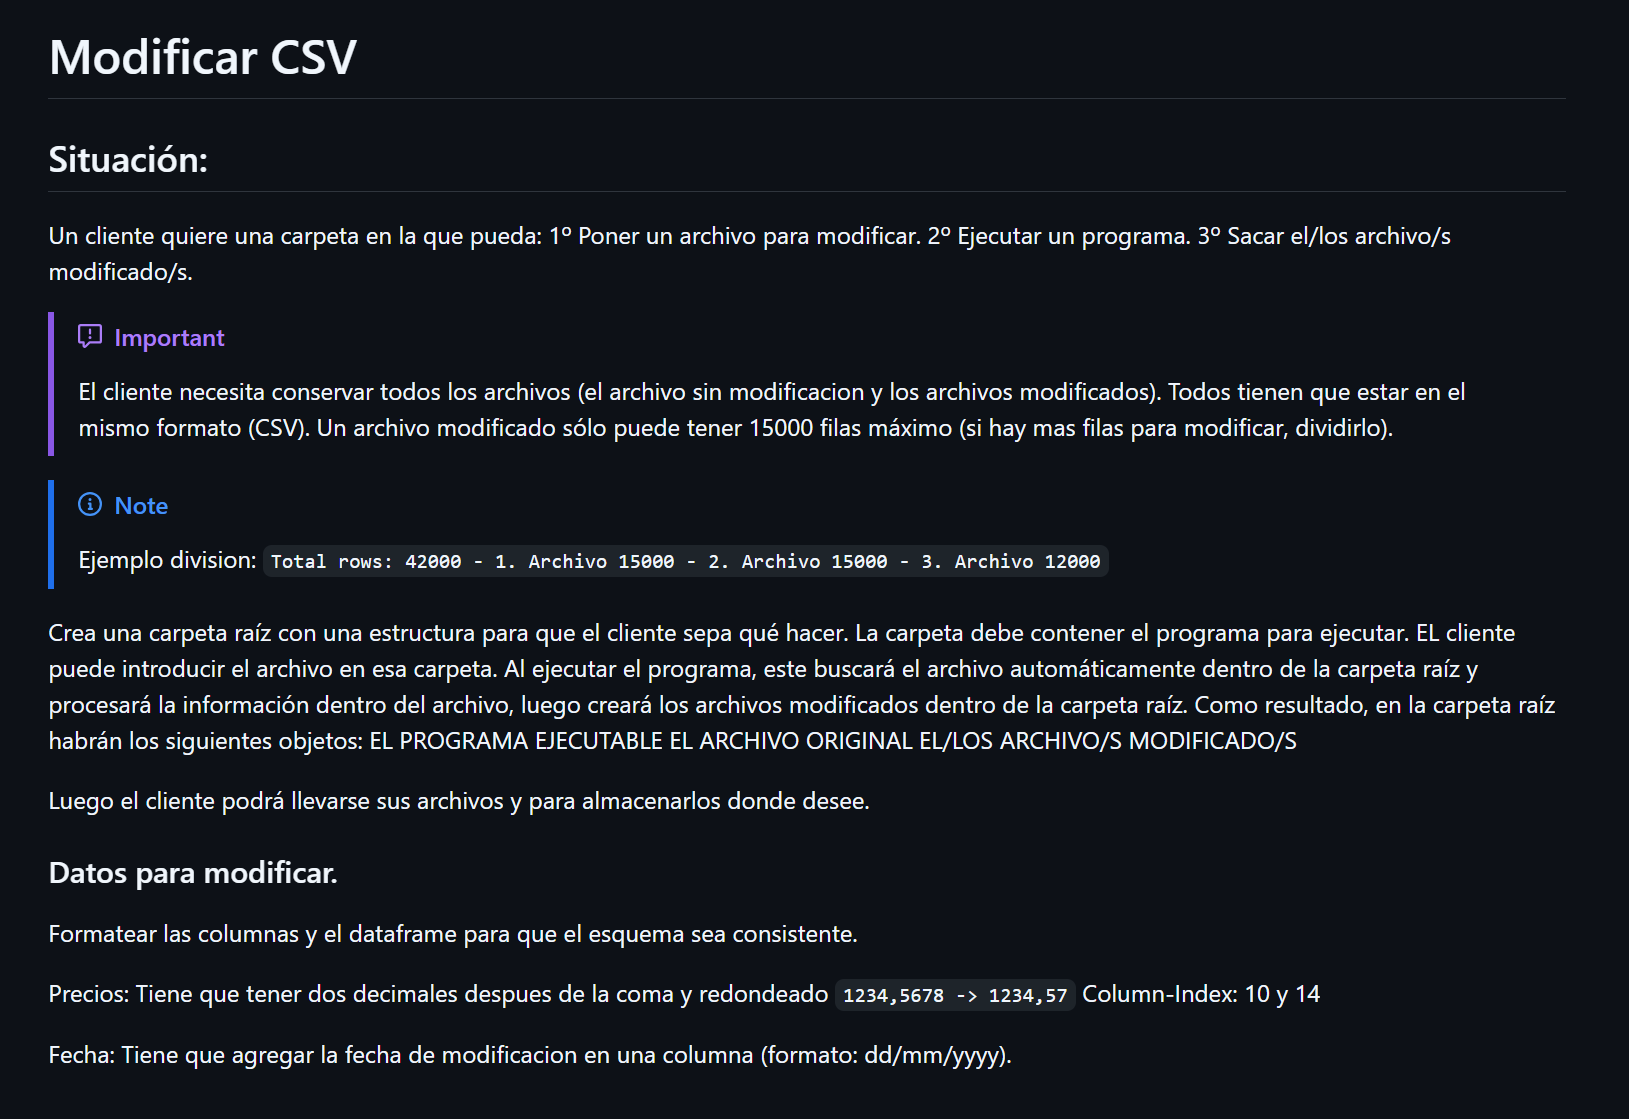 Modificar CSV
Situación:
Un cliente quiere una carpeta en la que pueda: 1º Poner un archivo para modificar. 2º Ejecutar un programa. 3º Sacar el/los archivo/s
modificado/s.
Important
El cliente necesita conservar todos los archivos (el archivo sin modificacion y los archivos modificados). Todos tienen que estar en el
mismo formato (CSV). Un archivo modificado sólo puede tener 15000 filas máximo (si hay mas filas para modificar, dividirlo).
Note
Ejemplo division: Total rows: 42000 - 1. Archivo 15000 - 2. Archivo 15000 - 3. Archivo 12000
Crea una carpeta raíz con una estructura para que el cliente sepa qué hacer. La carpeta debe contener el programa para ejecutar. EL cliente
puede introducir el archivo en esa carpeta. Al ejecutar el programa, este buscará el archivo automáticamente dentro de la carpeta raíz y
procesará la información dentro del archivo, luego creará los archivos modificados dentro de la carpeta raíz. Como resultado, en la carpeta raíz
habrán los siguientes objetos: EL PROGRAMA EJECUTABLE EL ARCHIVO ORIGINAL EL/LOS ARCHIVO/S MODIFICADO/S
Luego el cliente podrá llevarse sus archivos y para almacenarlos donde desee.
Datos para modificar.
Formatear las columnas y el dataframe para que el esquema sea consistente.
Precios: Tiene que tener dos decimales despues de la coma y redondeado 1234,5678 -> 1234,57 Column-Index: 10 y 14
Fecha: Tiene que agregar la fecha de modificacion en una columna (formato: dd/mm/yyyy).